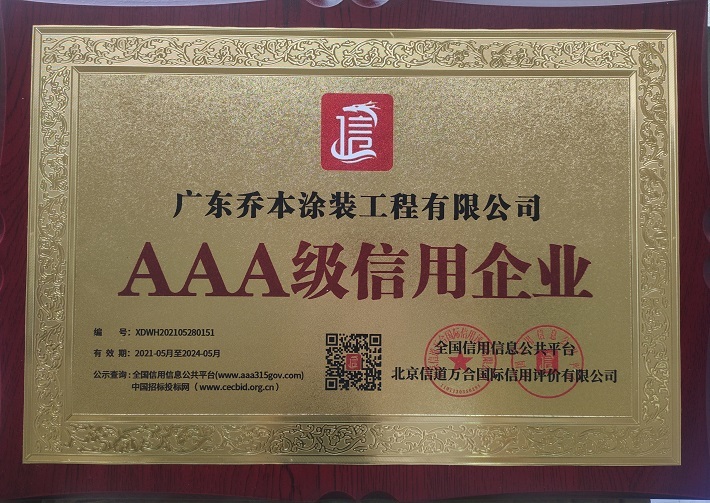 信
广东乔本涂装工程有限公司
AAA级信用企业
编 号：XDWH202105280151
有 效 期：2021-05月至2024-05月
公示查询：全国信用信息公共平台(www.aaa315gov.com)
中国招标投标网（www.cecbid.org.cn）
全国信用信息公共平台
北京信道万合国际信用评价有限公司